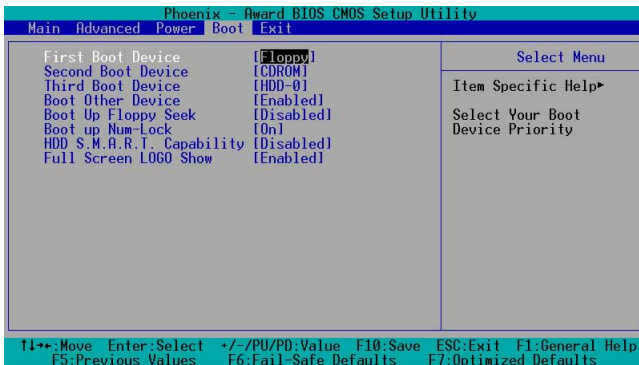 Phoenix - Award BIOS CMOS Setup Utility
Main Advanced Power Boot Exit
First Boot Device [Floppy]
Second Boot Device [CDROM]
Third Boot Device [HDD-0]
Boot Other Device [Enabled]
Boot Up Floppy Seek [Disabled]
Boot up Num-Lock [On]
HDD S.M.A.R.T. Capability [Disabled]
Full Screen LOGO Show [Enabled]
Select Menu
Item Specific Help►
Select Your Boot
Device Priority
↑↓→←:Move Enter:Select +/-/PU/PD:Value F10:Save ESC:Exit F1:General Help
F5:Previous Values F6:Fail-Safe Defaults F7:Optimized Defaults